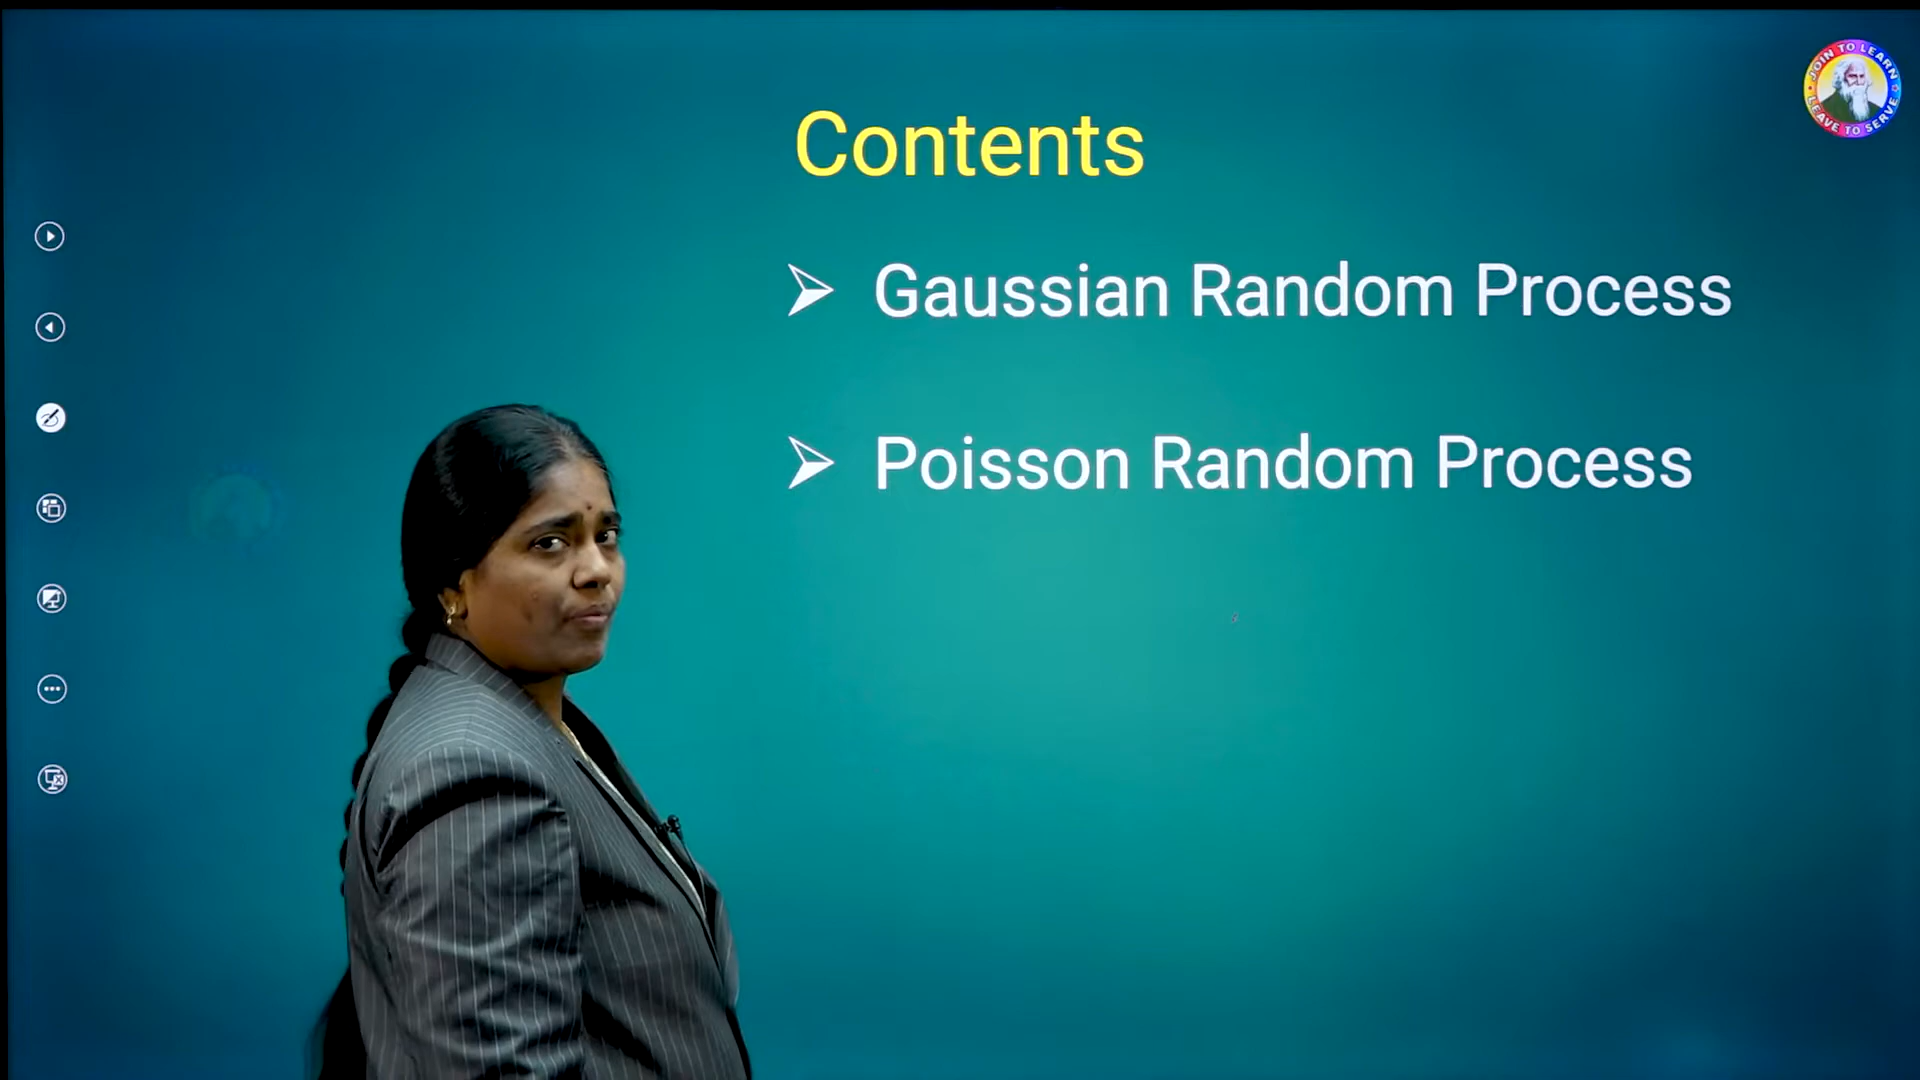 JOIN TO LEARN
LEAVE TO SERVE
Contents
➢ Gaussian Random Process
➢ Poisson Random Process